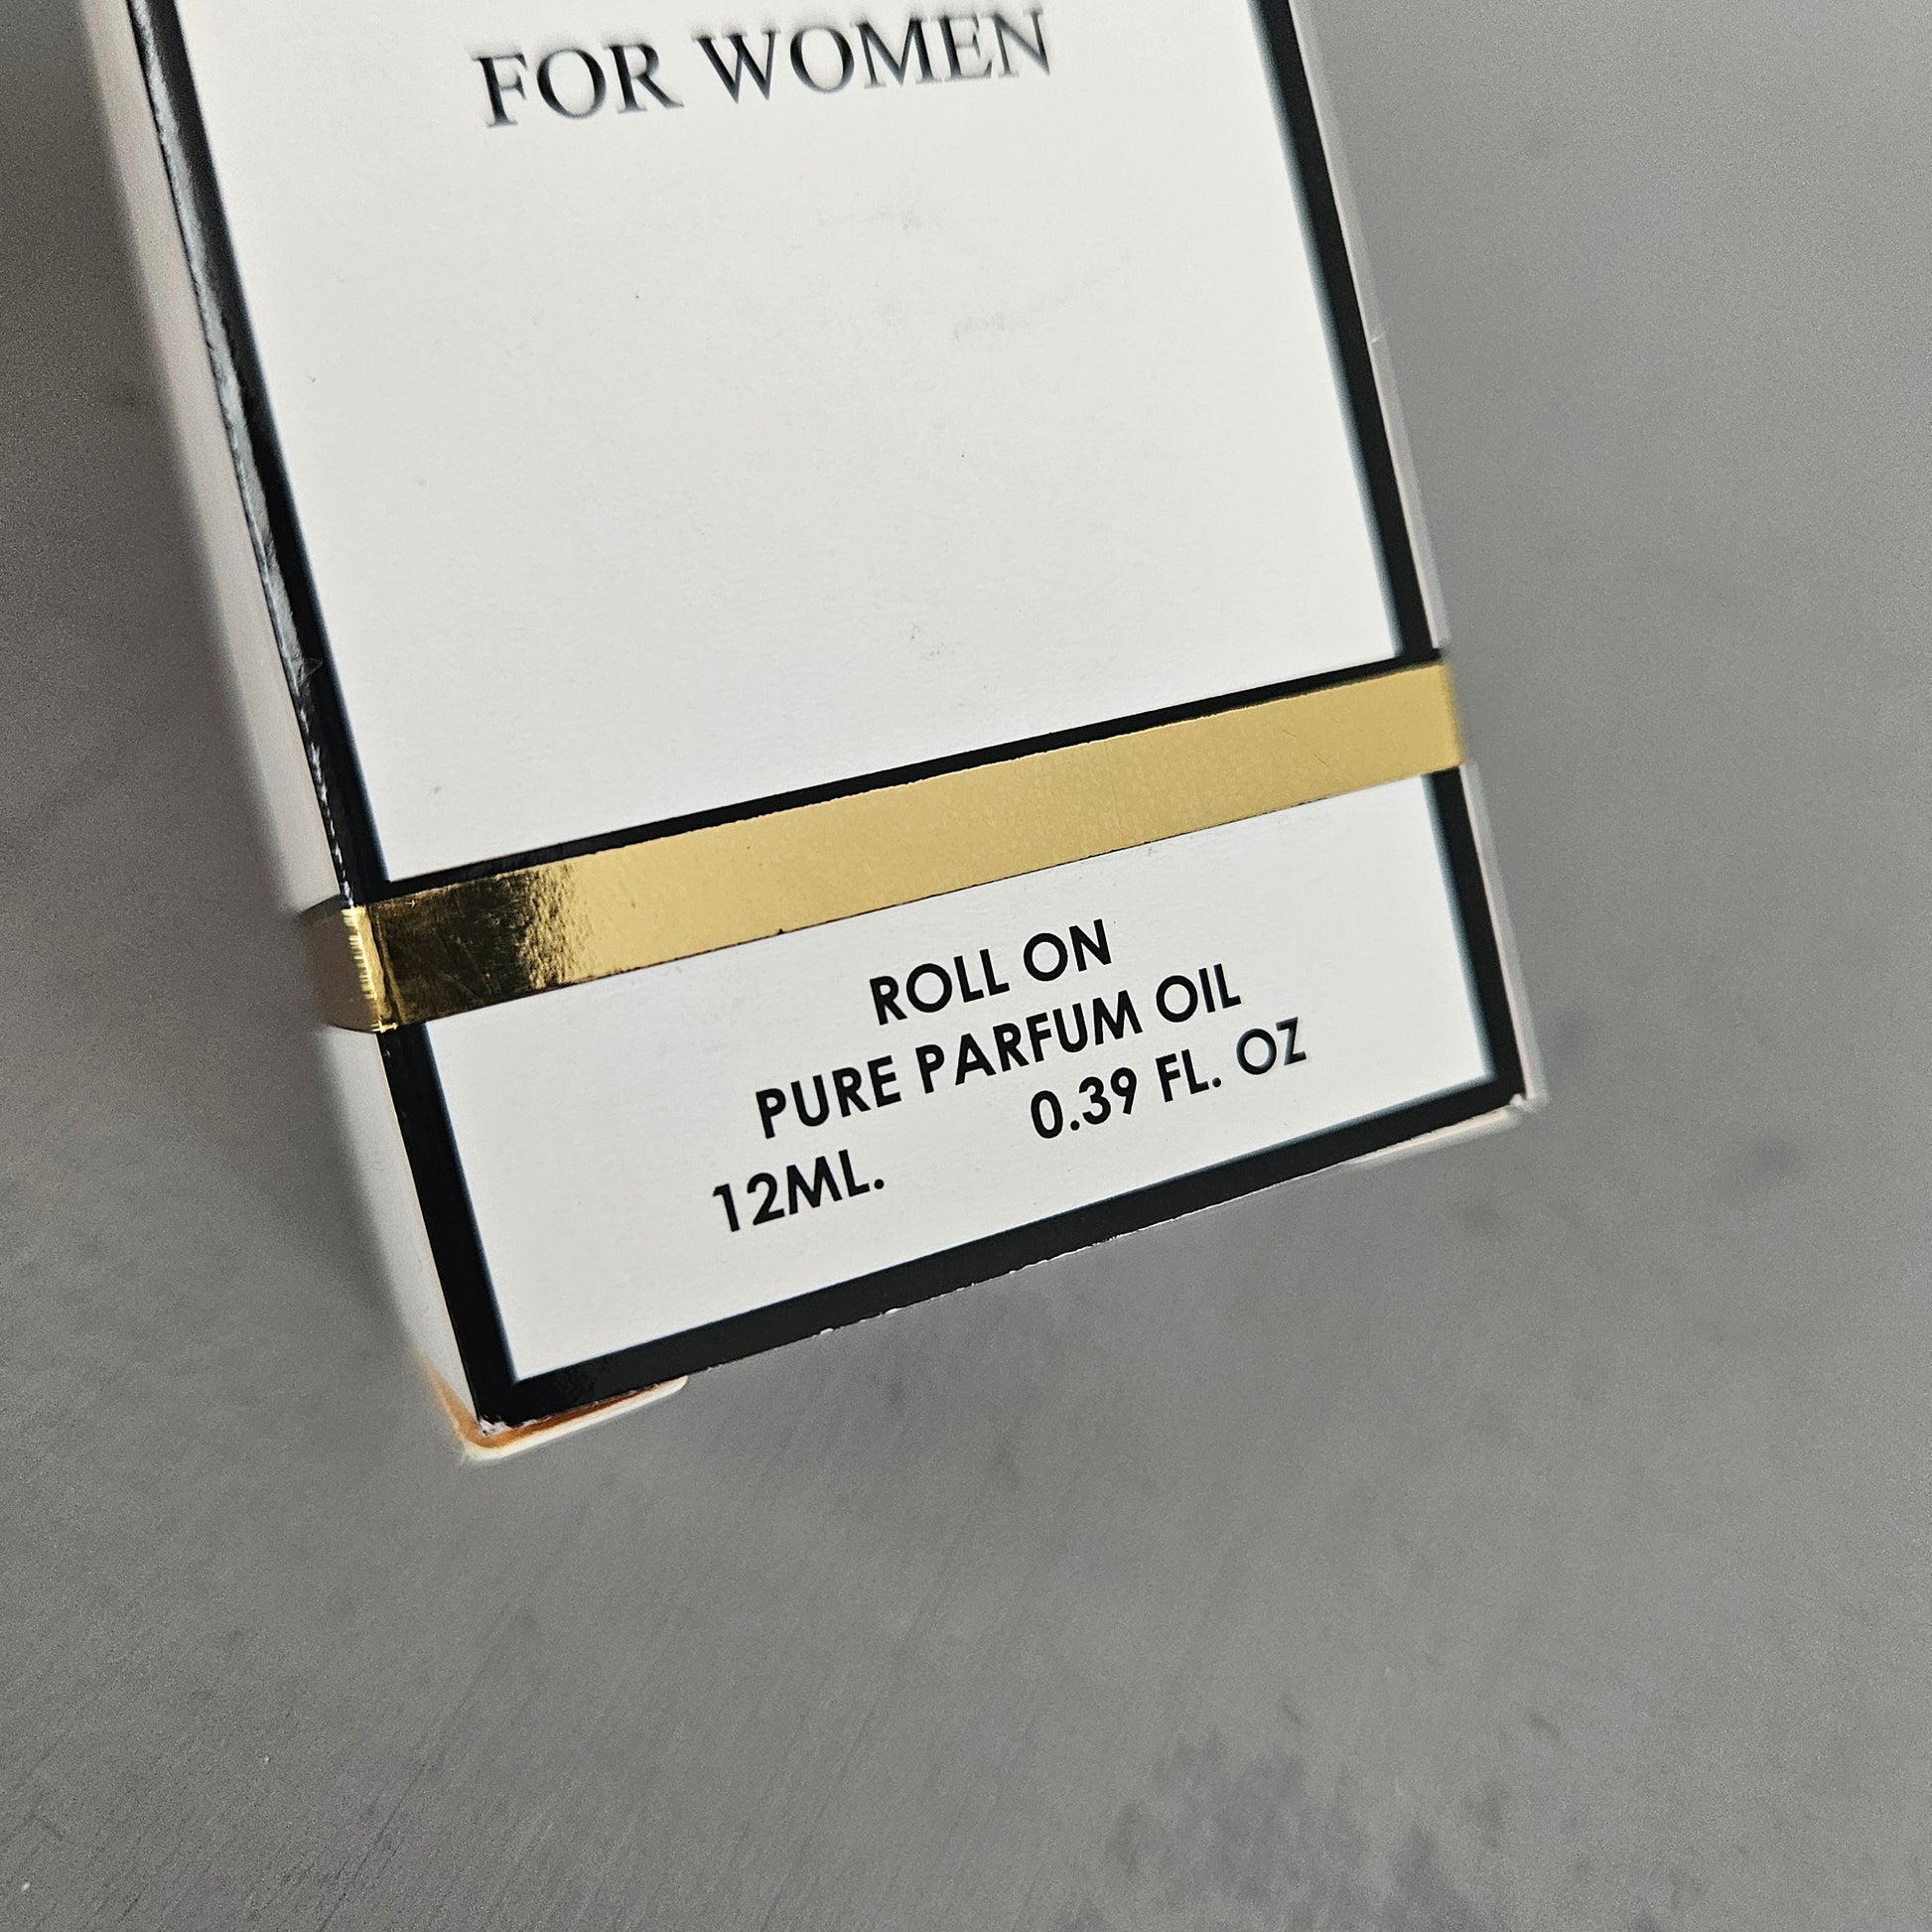 FOR WOMEN
ROLL ON
PURE PARFUM OIL
12ML. 0.39 FL. OZ